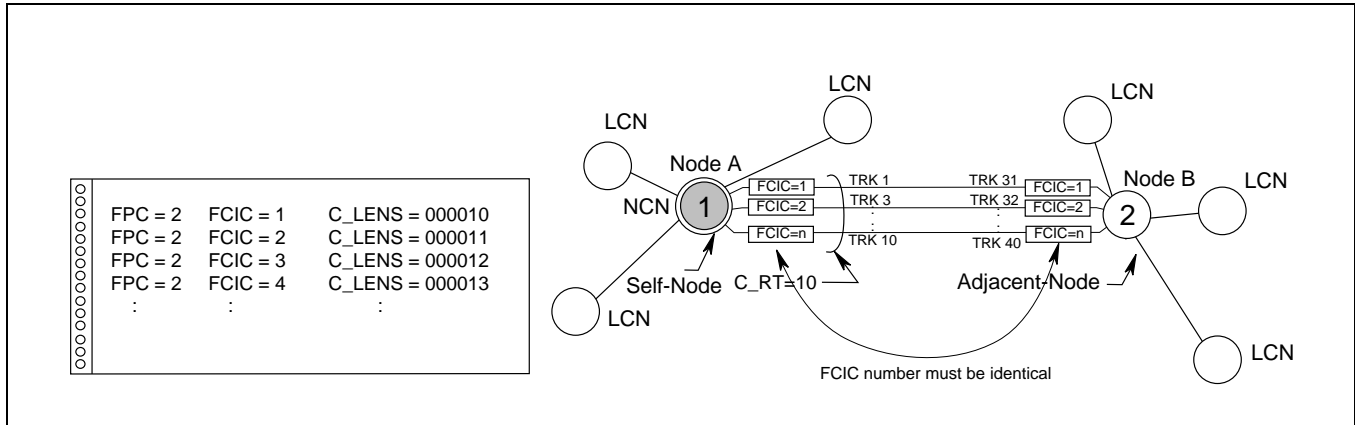 FPC = 2 FCIC = 1 C_LENS = 000010
FPC = 2 FCIC = 2 C_LENS = 000011
FPC = 2 FCIC = 3 C_LENS = 000012
FPC = 2 FCIC = 4 C_LENS = 000013
: : :
LCN
LCN
LCN
Node A
NCN
1
Self-Node
C_RT=10
FCIC=1
FCIC=2
FCIC=n
TRK 1
TRK 3
:
TRK 10
TRK 31
TRK 32
:
TRK 40
FCIC=1
FCIC=2
FCIC=n
LCN
Node B
2
LCN
Adjacent-Node
LCN
FCIC number must be identical